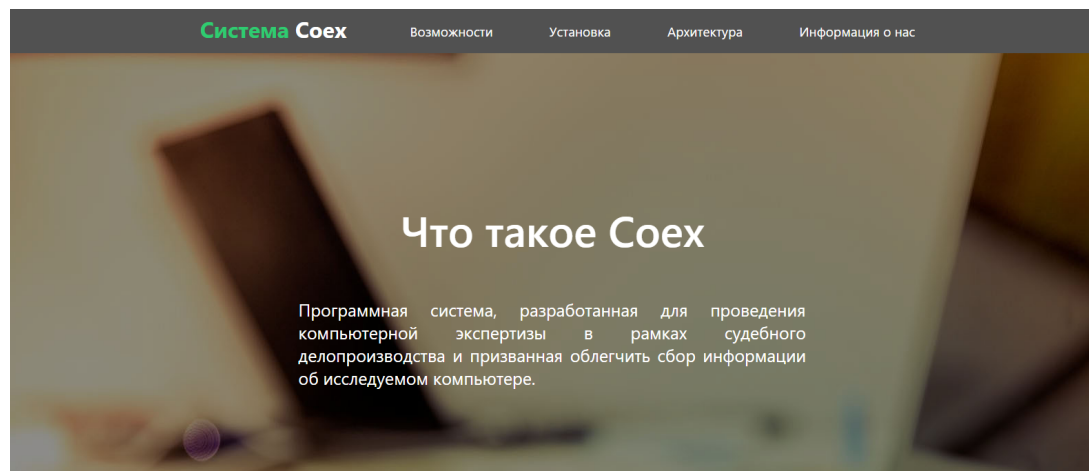 Система Coex Возможности Установка Архитектура Информация о нас
Что такое Coex
Программная система, разработанная для проведения
компьютерной экспертизы в рамках судебного
делопроизводства и призванная облегчить сбор информации
об исследуемом компьютере.